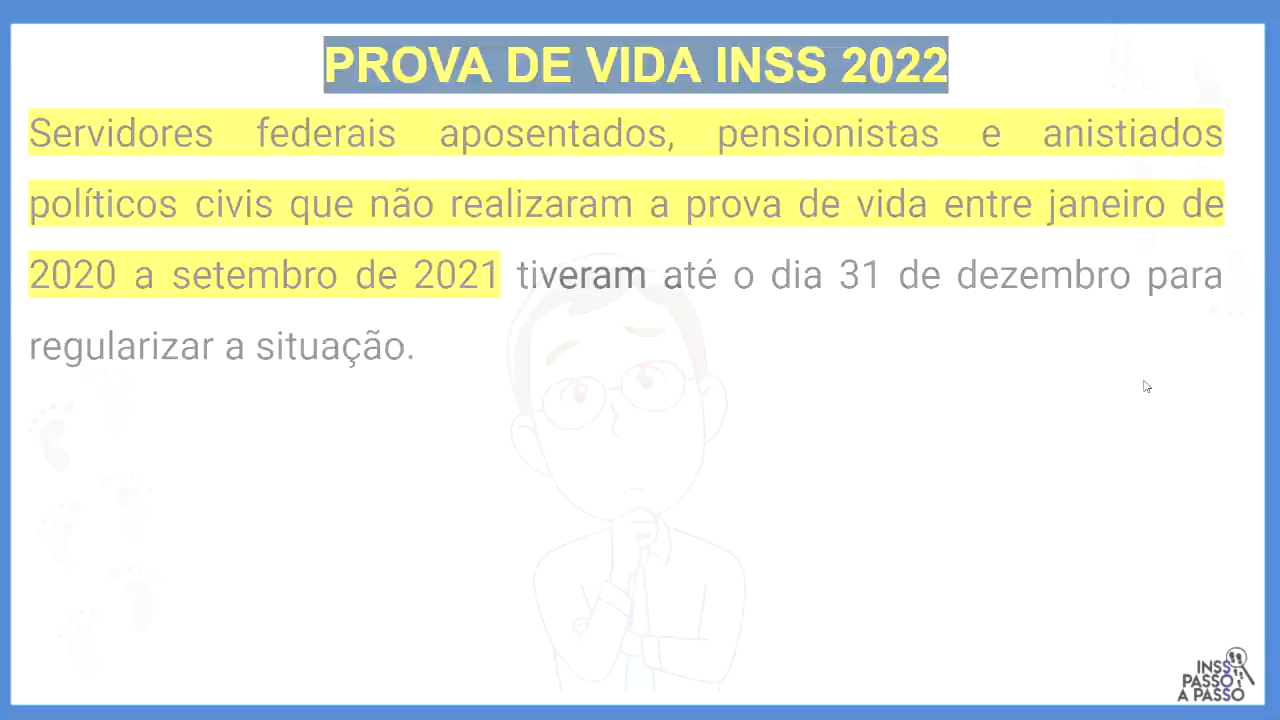 PROVA DE VIDA INSS 2022
Servidores federais aposentados, pensionistas e anistiados
políticos civis que não realizaram a prova de vida entre janeiro de
2020 a setembro de 2021 tiveram até o dia 31 de dezembro para
regularizar a situação.
INSS
PASSO
A PASSO